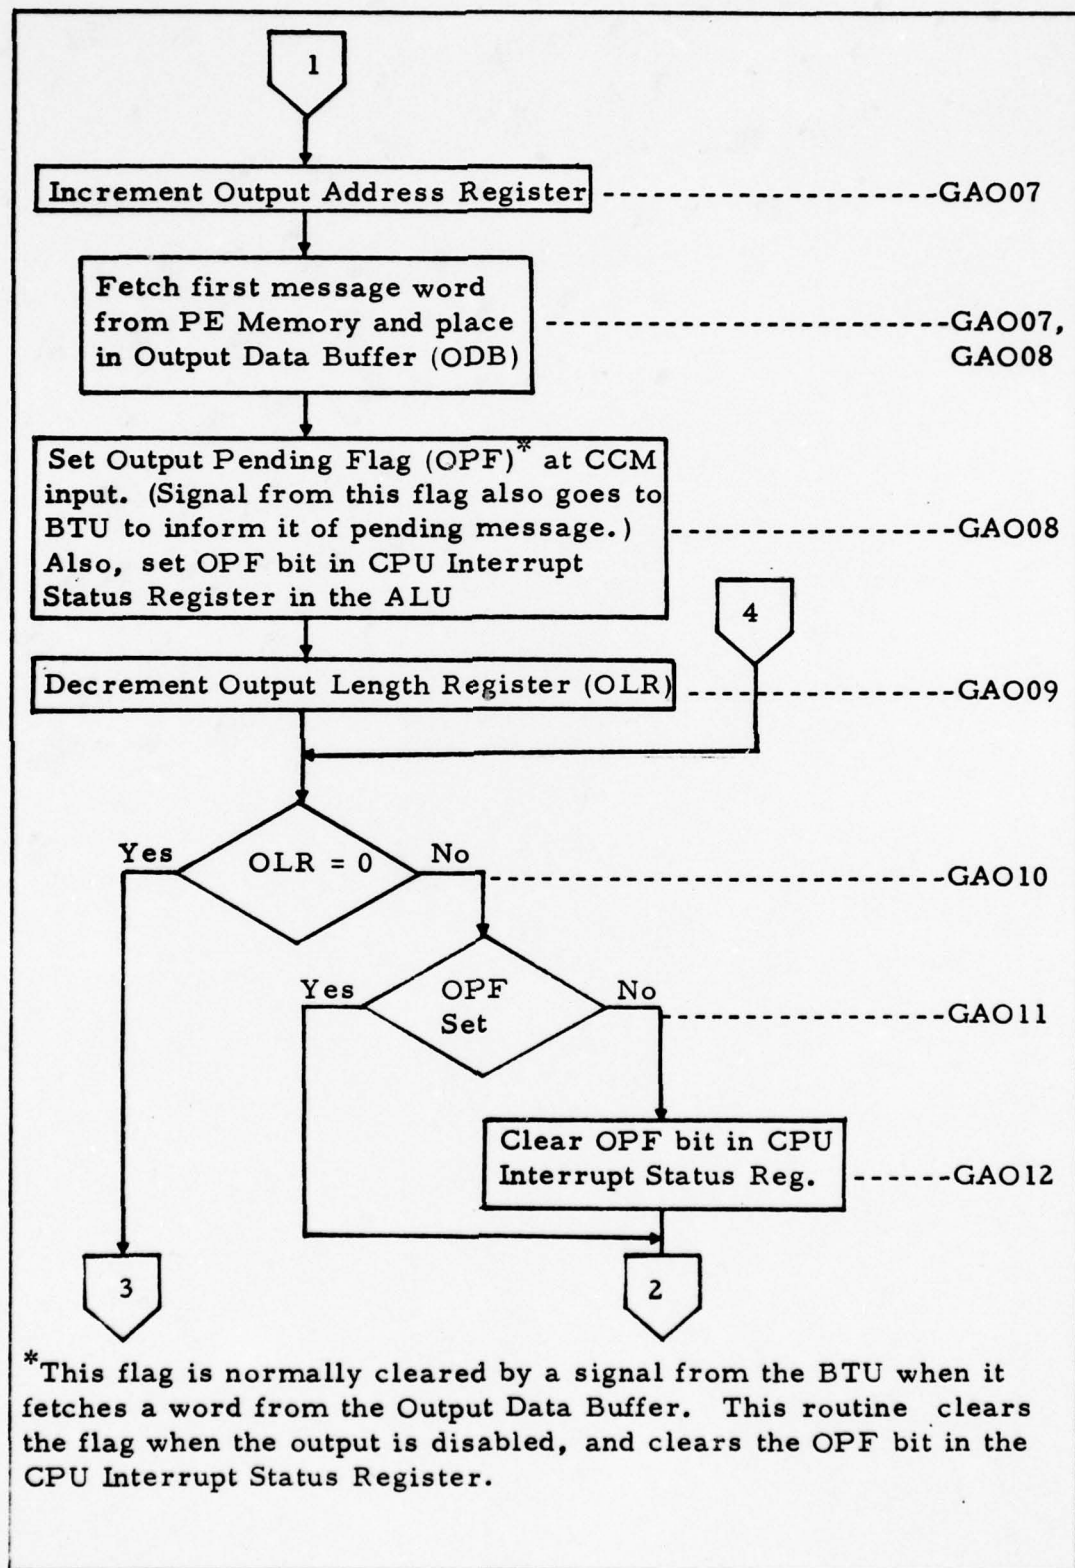 1
Increment Output Address Register --------------------GAO07
Fetch first message word
from PE Memory and place ------------------------GAO07,
in Output Data Buffer (ODB) GAO08
Set Output Pending Flag (OPF)* at CCM
input. (Signal from this flag also goes to
BTU to inform it of pending message.) -----------------GAO08
Also, set OPF bit in CPU Interrupt
Status Register in the ALU
4
Decrement Output Length Register (OLR) ----------------GAO09
Yes OLR = 0 No
---------------------------GAO10
Yes OPF No
Set -----------------GAO11
Clear OPF bit in CPU
Interrupt Status Reg. ------GAO12
3 2
*This flag is normally cleared by a signal from the BTU when it
fetches a word from the Output Data Buffer. This routine clears
the flag when the output is disabled, and clears the OPF bit in the
CPU Interrupt Status Register.